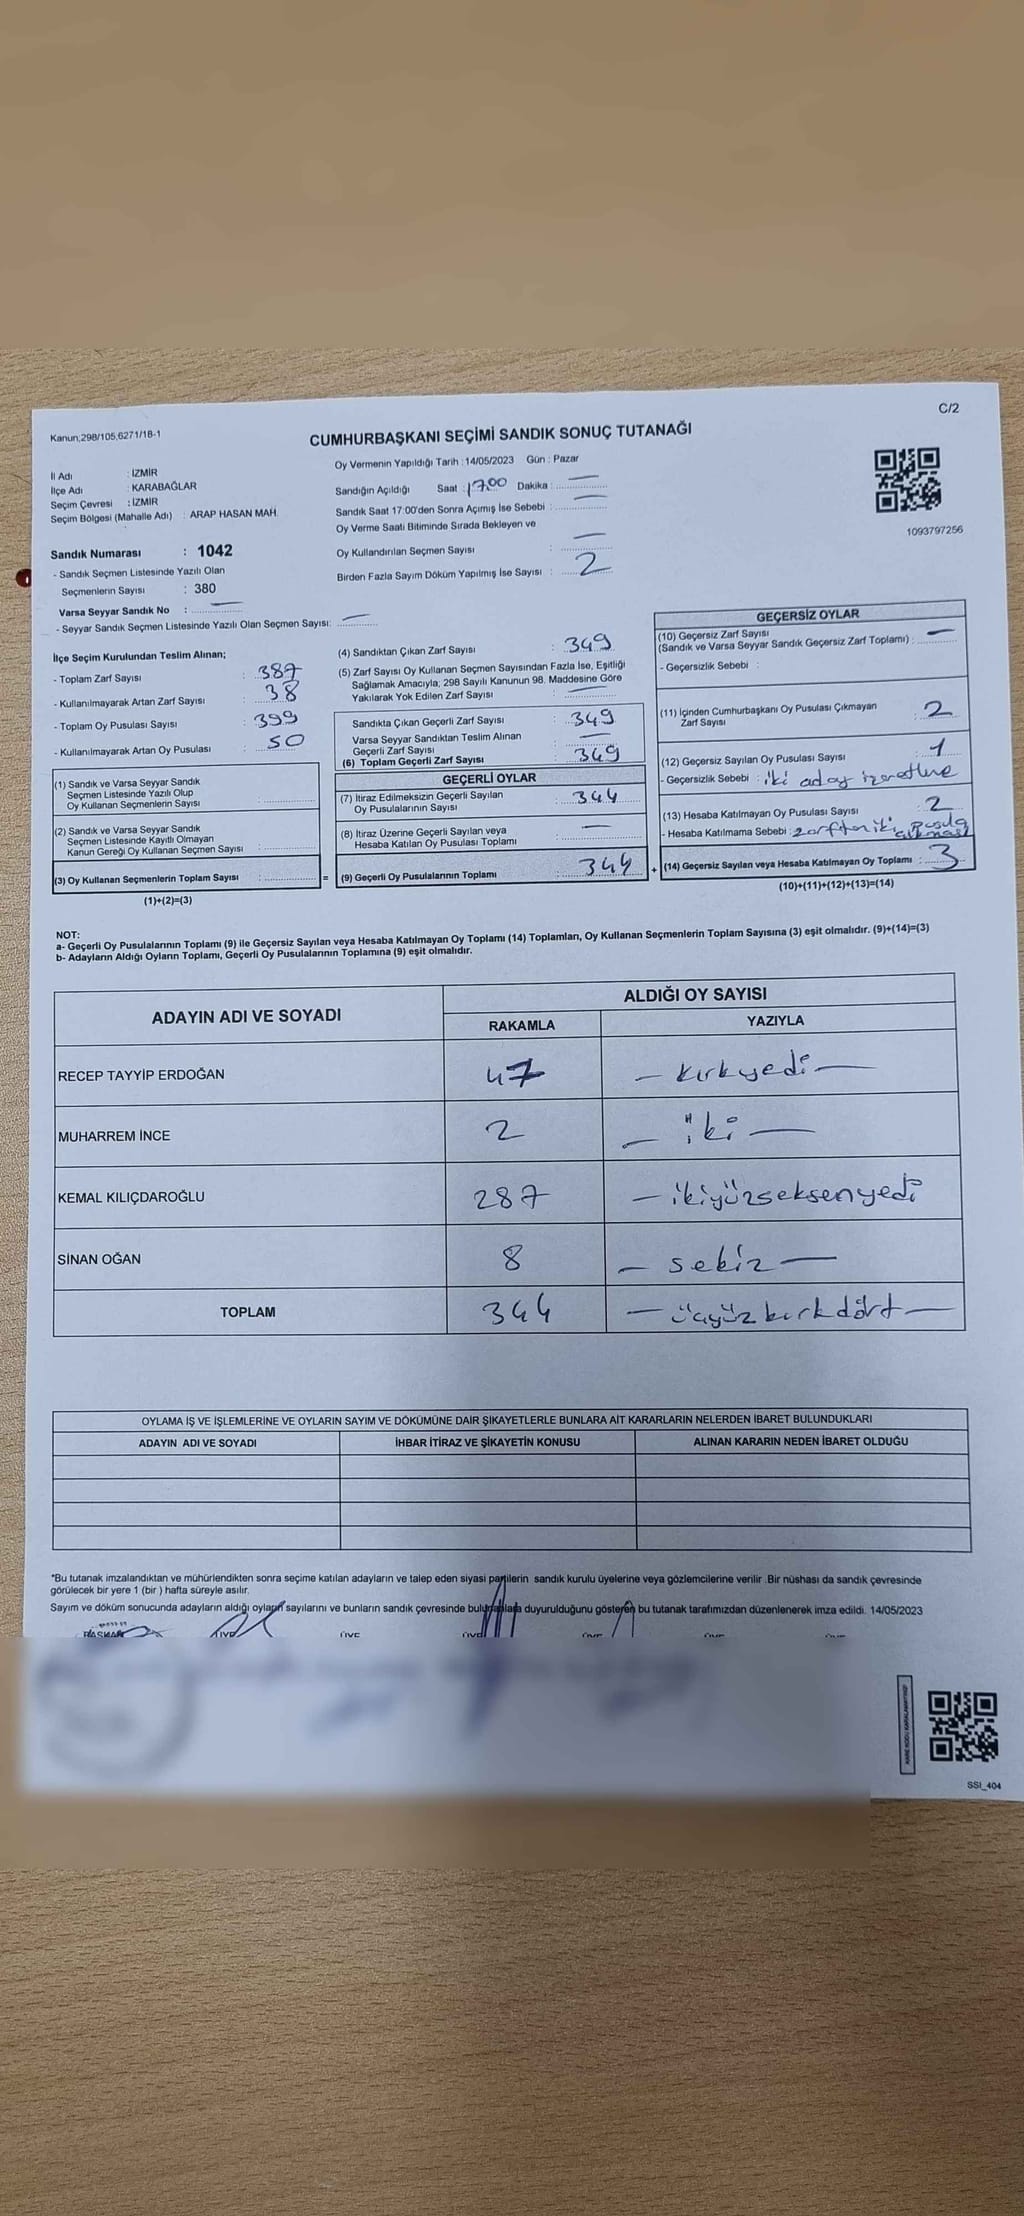 C/2
Kanun;298/105,6271/18-1
CUMHURBAŞKANI SEÇİMİ SANDIK SONUÇ TUTANAĞI
İl Adı : İZMİR
İlçe Adı : KARABAĞLAR
Seçim Çevresi : İZMİR
Seçim Bölgesi (Mahalle Adı) : ARAP HASAN MAH.
Sandık Numarası : 1042
- Sandık Seçmen Listesinde Yazılı Olan
Seçmenlerin Sayısı : 380
Varsa Seyyar Sandık No : —
- Seyyar Sandık Seçmen Listesinde Yazılı Olan Seçmen Sayısı: —
Oy Vermenin Yapıldığı Tarih : 14/05/2023 Gün : Pazar
Sandığın Açıldığı Saat : 17.00 Dakika : —
Sandık Saat 17:00'den Sonra Açımış İse Sebebi : —
Oy Verme Saati Bitiminde Sırada Bekleyen ve
Oy Kullandırılan Seçmen Sayısı : —
Birden Fazla Sayım Döküm Yapılmış İse Sayısı : 2
1093797256
İlçe Seçim Kurulundan Teslim Alınan;
- Toplam Zarf Sayısı : 387
- Kullanılmayarak Artan Zarf Sayısı : 38
- Toplam Oy Pusulası Sayısı : 399
- Kullanılmayarak Artan Oy Pusulası : 50
(1) Sandık ve Varsa Seyyar Sandık
Seçmen Listesinde Yazılı Olup
Oy Kullanan Seçmenlerin Sayısı :
(2) Sandık ve Varsa Seyyar Sandık
Seçmen Listesinde Kayıtlı Olmayan
Kanun Gereği Oy Kullanan Seçmen Sayısı :
(3) Oy Kullanan Seçmenlerin Toplam Sayısı : =
(1)+(2)=(3)
(4) Sandıktan Çıkan Zarf Sayısı : 349
(5) Zarf Sayısı Oy Kullanan Seçmen Sayısından Fazla İse, Eşitliği
Sağlamak Amacıyla; 298 Sayılı Kanunun 98. Maddesine Göre
Yakılarak Yok Edilen Zarf Sayısı : —
Sandıkta Çıkan Geçerli Zarf Sayısı : 349
Varsa Seyyar Sandıktan Teslim Alınan
Geçerli Zarf Sayısı : —
(6) Toplam Geçerli Zarf Sayısı : 349
GEÇERLİ OYLAR
(7) İtiraz Edilmeksizin Geçerli Sayılan
Oy Pusulalarının Sayısı : 344
(8) İtiraz Üzerine Geçerli Sayılan veya
Hesaba Katılan Oy Pusulası Toplamı : —
(9) Geçerli Oy Pusulalarının Toplamı : 344 +
GEÇERSİZ OYLAR
(10) Geçersiz Zarf Sayısı
(Sandık ve Varsa Seyyar Sandık Geçersiz Zarf Toplamı) : —
- Geçersizlik Sebebi :
(11) İçinden Cumhurbaşkanı Oy Pusulası Çıkmayan
Zarf Sayısı : 2
(12) Geçersiz Sayılan Oy Pusulası Sayısı : 1
- Geçersizlik Sebebi : iki aday
(13) Hesaba Katılmayan Oy Pusulası Sayısı : 2
- Hesaba Katılmama Sebebi : zarftan iki pusula çıkması
(14) Geçersiz Sayılan veya Hesaba Katılmayan Oy Toplamı : 3
(10)+(11)+(12)+(13)=(14)
NOT:
a- Geçerli Oy Pusulalarının Toplamı (9) ile Geçersiz Sayılan veya Hesaba Katılmayan Oy Toplamı (14) Toplamları, Oy Kullanan Seçmenlerin Toplam Sayısına (3) eşit olmalıdır. (9)+(14)=(3)
b- Adayların Aldığı Oyların Toplamı, Geçerli Oy Pusulalarının Toplamına (9) eşit olmalıdır.
ADAYIN ADI VE SOYADI ALDIĞI OY SAYISI
RAKAMLA YAZIYLA
RECEP TAYYİP ERDOĞAN 47 — kırkyedi —
MUHARREM İNCE 2 — iki —
KEMAL KILIÇDAROĞLU 287 — ikiyüzseksenyedi
SİNAN OĞAN 8 — sekiz —
TOPLAM 344 — üçyüzkırkdört —
OYLAMA İŞ VE İŞLEMLERİNE VE OYLARIN SAYIM VE DÖKÜMÜNE DAİR ŞİKAYETLERLE BUNLARA AİT KARARLARIN NELERDEN İBARET BULUNDUKLARI
ADAYIN ADI VE SOYADI İHBAR İTİRAZ VE ŞİKAYETİN KONUSU ALINAN KARARIN NEDEN İBARET OLDUĞU
*Bu tutanak imzalandıktan ve mühürlendikten sonra seçime katılan adayların ve talep eden siyasi partilerin sandık kurulu üyelerine veya gözlemcilerine verilir .Bir nüshası da sandık çevresinde
görülecek bir yere 1 (bir ) hafta süreyle asılır.
Sayım ve döküm sonucunda adayların aldığı oyların sayılarını ve bunların sandık çevresinde bulunanlara duyurulduğunu gösteren bu tutanak tarafımızdan düzenlenerek imza edildi. 14/05/2023
BAŞKAN ÜYE ÜYE ÜYE ÜYE ÜYE ÜYE
SSI_404